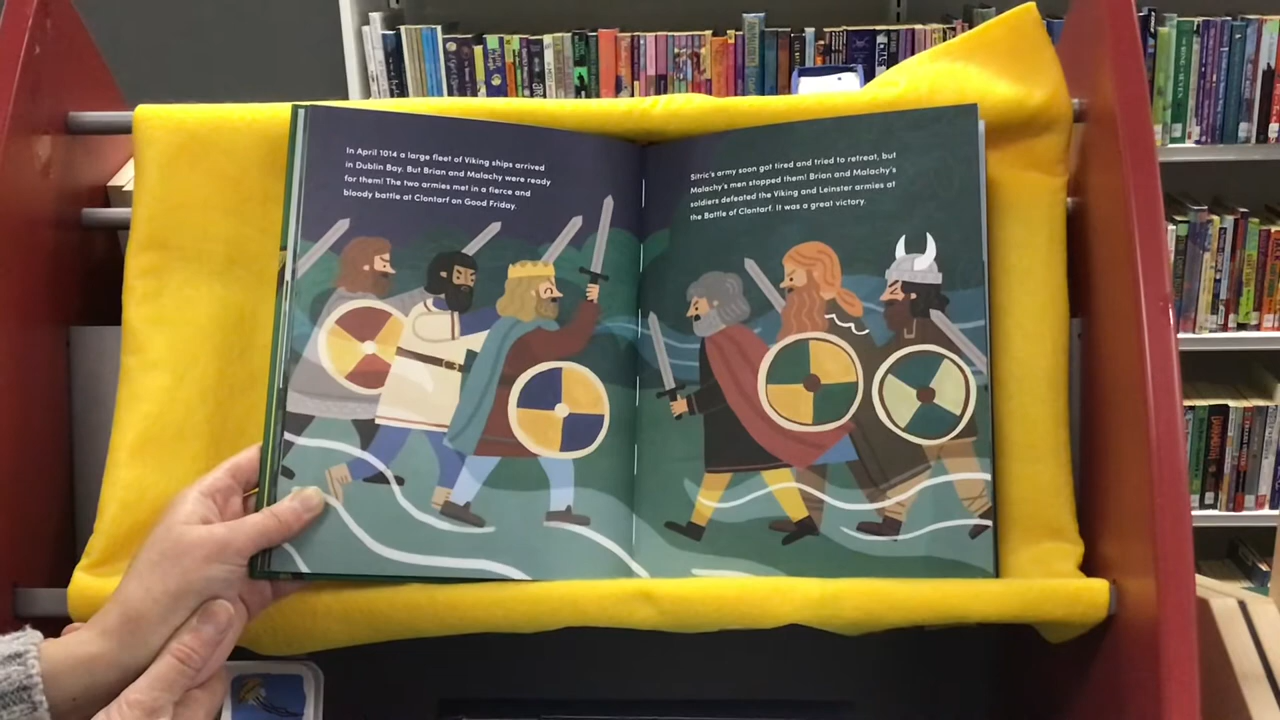 In April 1014 a large fleet of Viking ships arrived
in Dublin Bay. But Brian and Malachy were ready
for them! The two armies met in a fierce and
bloody battle at Clontarf on Good Friday.
Sitric's army soon got tired and tried to retreat, but
Malachy's men stopped them! Brian and Malachy's
soldiers defeated the Viking and Leinster armies at
the Battle of Clontarf. It was a great victory.